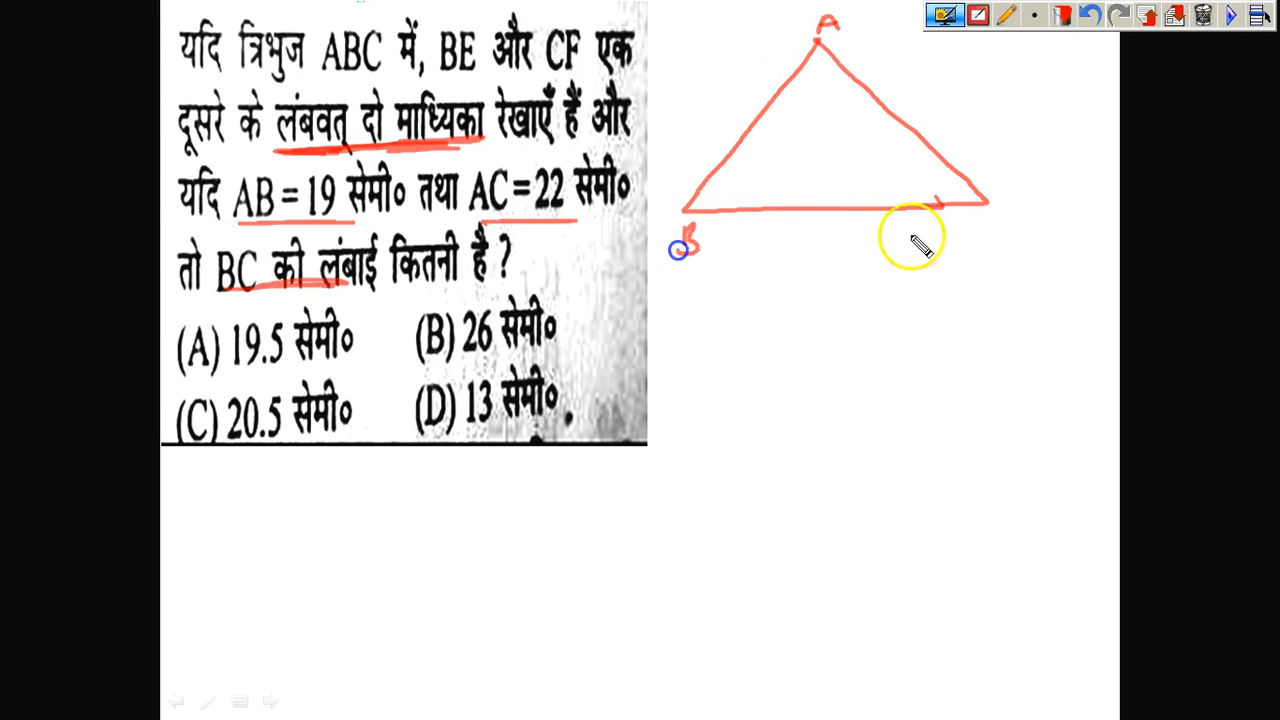 यदि त्रिभुज ABC में, BE और CF एक
दूसरे के लंबवत् दो माध्यिका रेखाएँ हैं और
यदि AB = 19 सेमी० तथा AC = 22 सेमी०
तो BC की लंबाई कितनी है ?
(A) 19.5 सेमी० (B) 26 सेमी०
(C) 20.5 सेमी० (D) 13 सेमी०
A
B